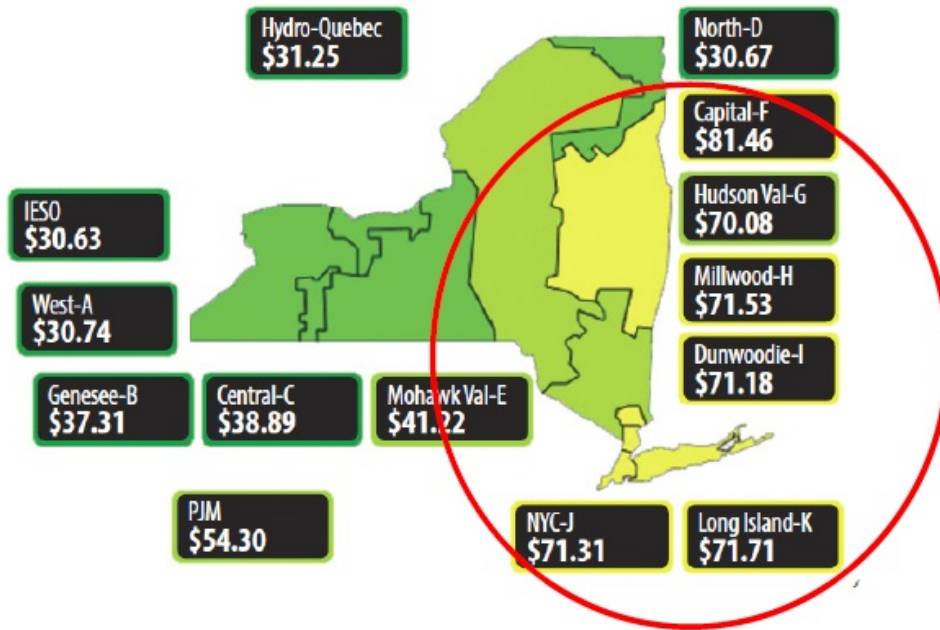 Hydro-Quebec
$31.25
North-D
$30.67
Capital-F
$81.46
IESO
$30.63
Hudson Val-G
$70.08
West-A
$30.74
Millwood-H
$71.53
Dunwoodie-I
$71.18
Genesee-B
$37.31
Central-C
$38.89
Mohawk Val-E
$41.22
PJM
$54.30
NYC-J
$71.31
Long Island-K
$71.71